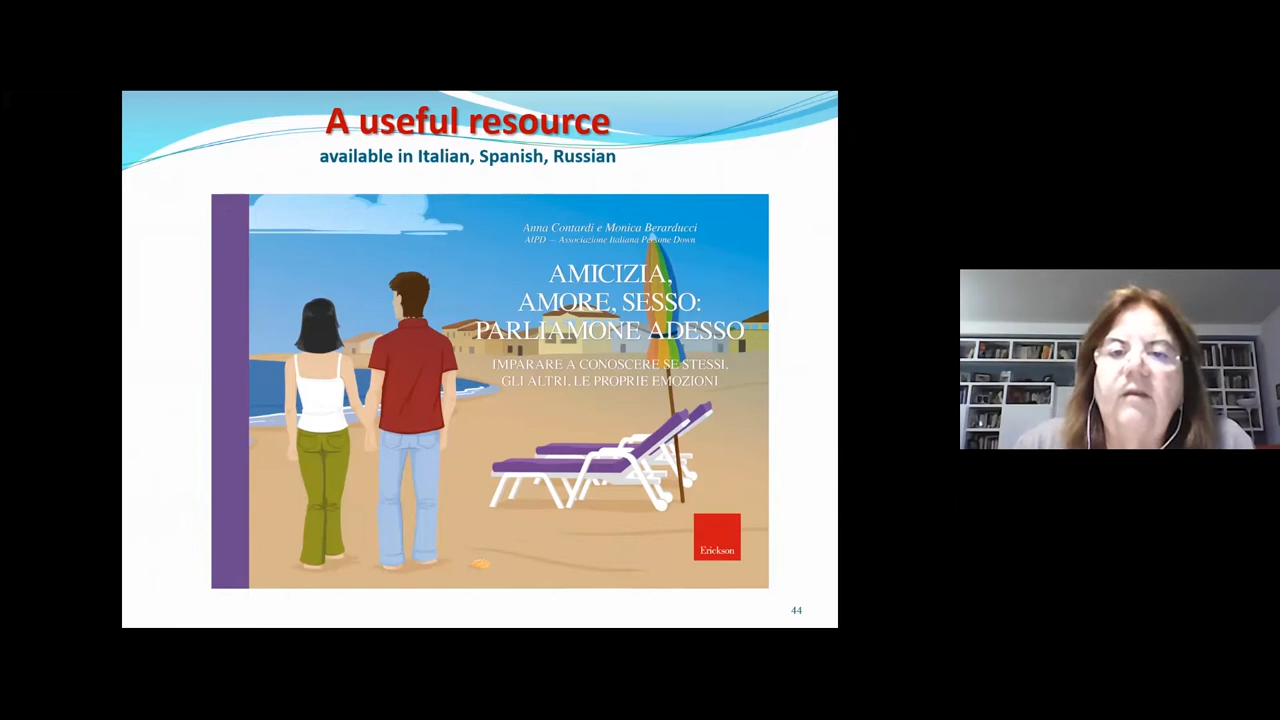 A useful resource
available in Italian, Spanish, Russian
Anna Contardi e Monica Berarducci
AIPD — Associazione Italiana Persone Down
AMICIZIA,
AMORE, SESSO:
PARLIAMONE ADESSO
IMPARARE A CONOSCERE SE STESSI,
GLI ALTRI, LE PROPRIE EMOZIONI
Erickson
44